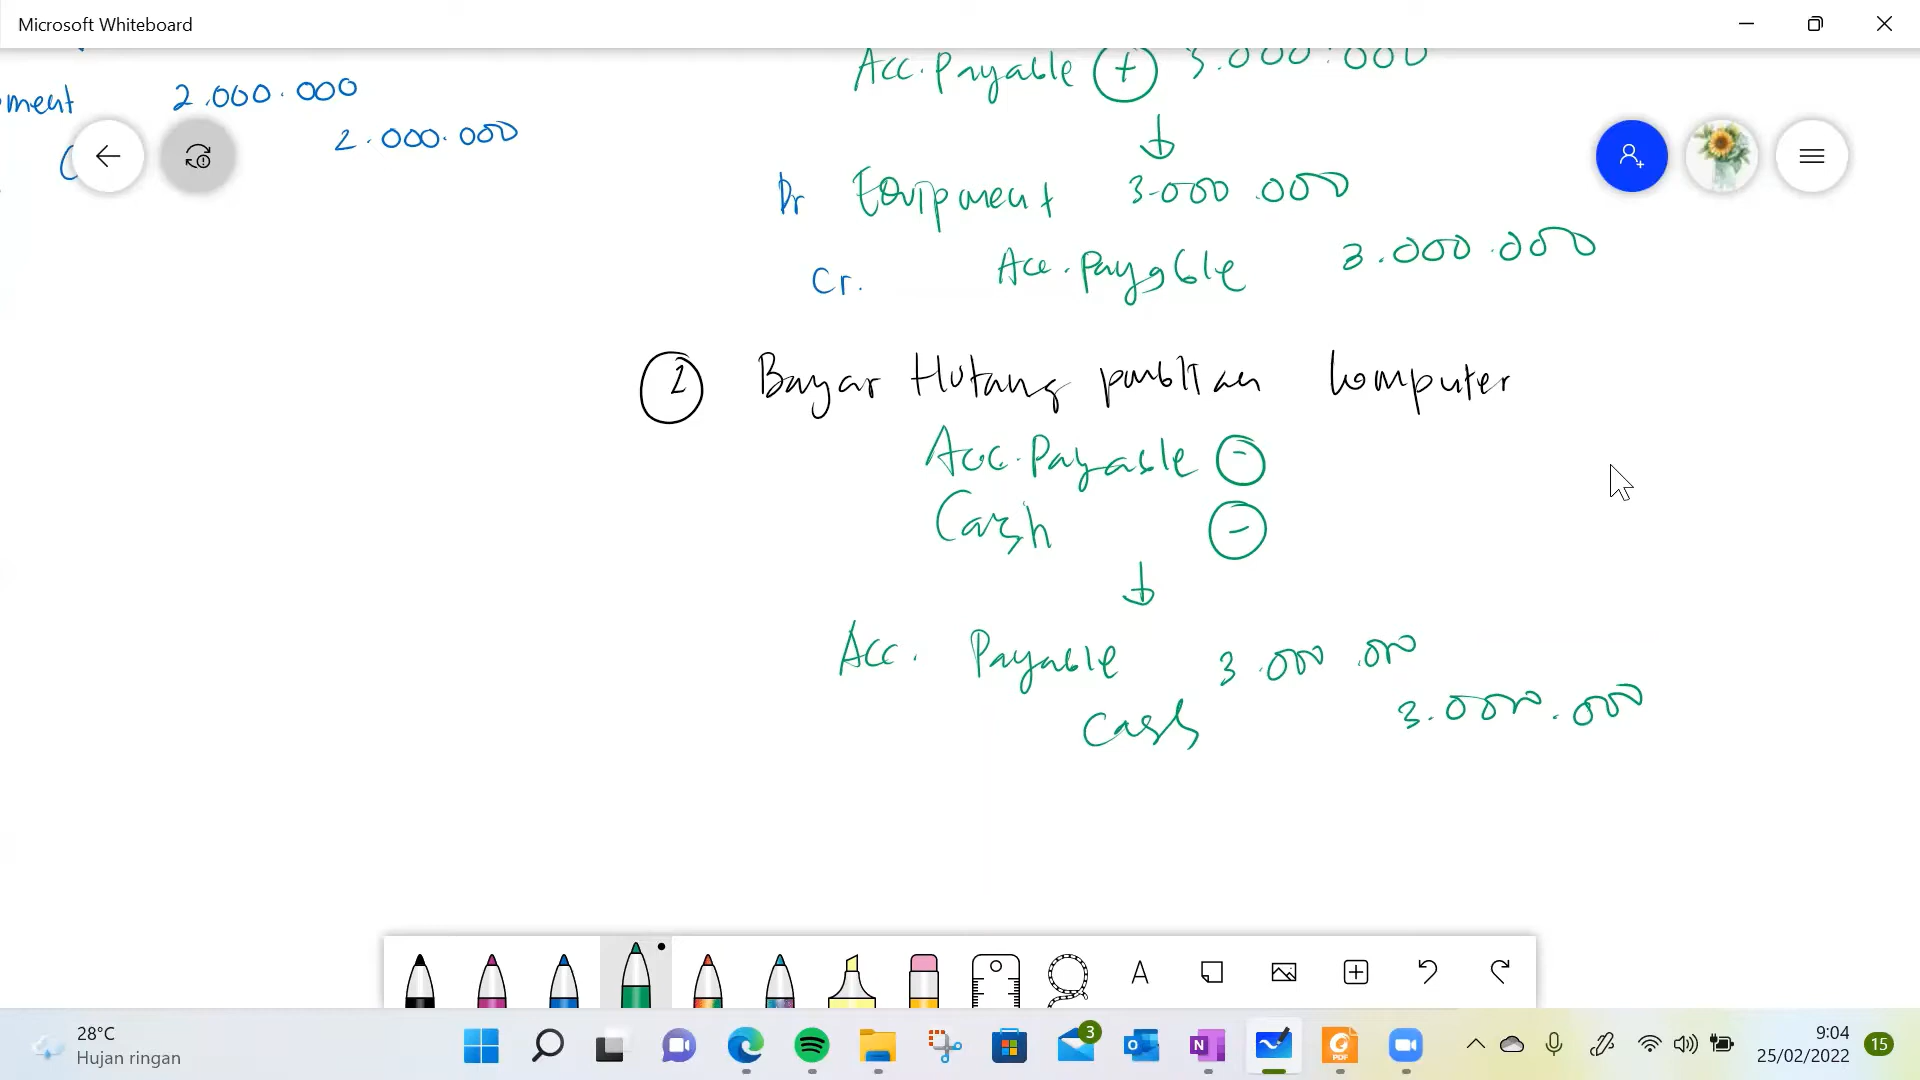 Microsoft Whiteboard
ment 2.000.000
2.000.000
Acc. Payable + 3.000.000
Dr Equipment 3.000.000
Cr. Acc. Payable 3.000.000
2 Bayar Hutang komputer
Acc. Payable -
Cash -
Acc. Payable 3.000.000
Cash 3.000.000
A
3
N
PDF
28°C
Hujan ringan
9:04
25/02/2022
15